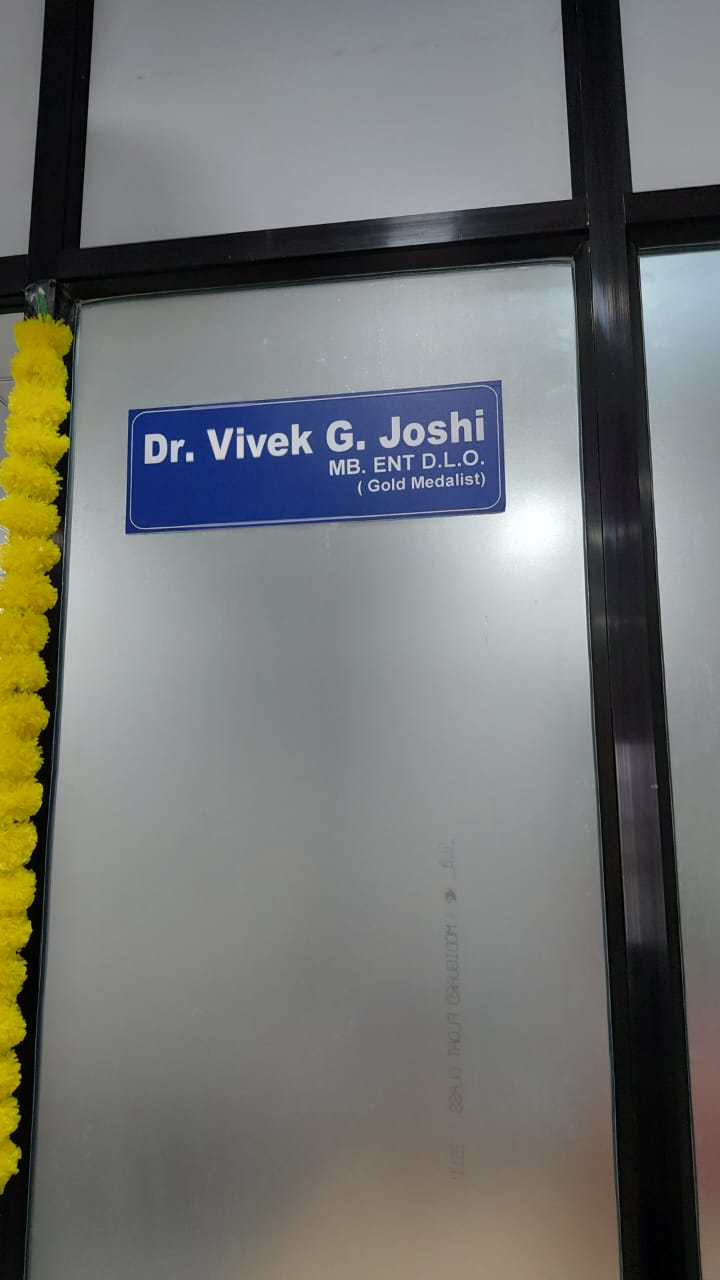 Dr. Vivek G. Joshi
MB. ENT D.L.O.
( Gold Medalist)